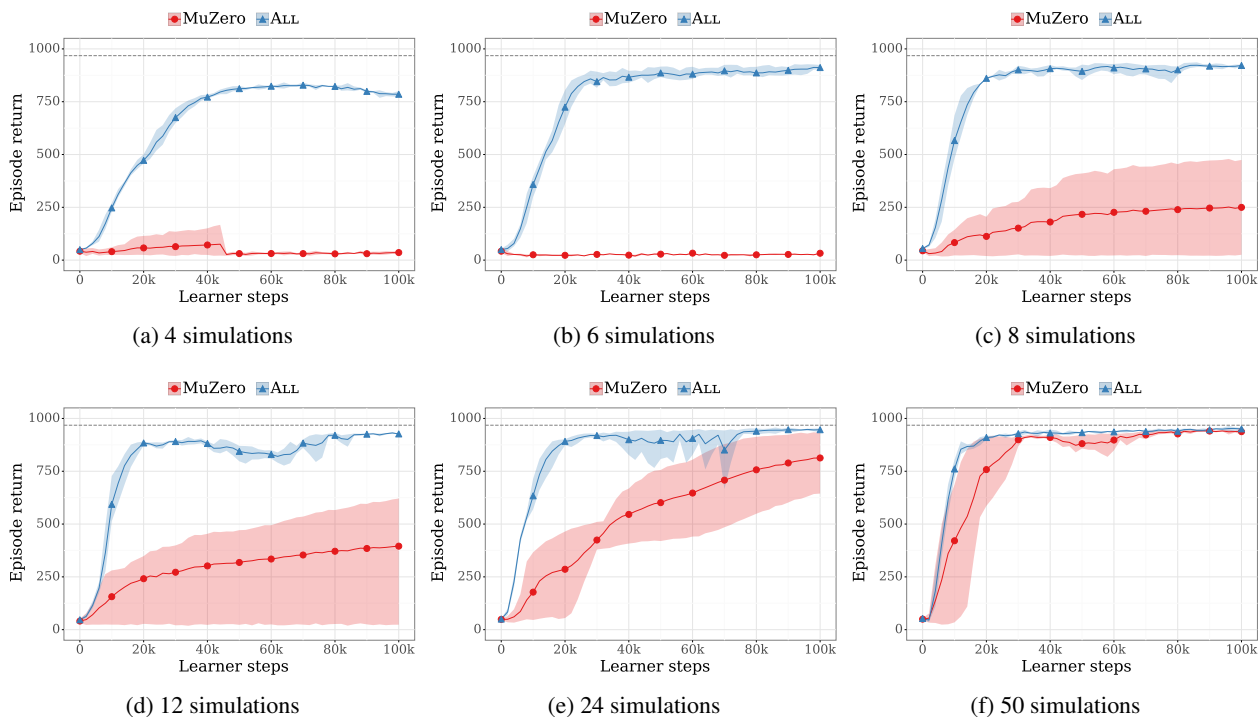 MuZero ALL
1000
750
500
250
0
Episode return
0 20k 40k 60k 80k 100k
Learner steps
(a) 4 simulations
MuZero ALL
1000
750
500
250
0
Episode return
0 20k 40k 60k 80k 100k
Learner steps
(b) 6 simulations
MuZero ALL
1000
750
500
250
0
Episode return
0 20k 40k 60k 80k 100k
Learner steps
(c) 8 simulations
MuZero ALL
1000
750
500
250
0
Episode return
0 20k 40k 60k 80k 100k
Learner steps
(d) 12 simulations
MuZero ALL
1000
750
500
250
0
Episode return
0 20k 40k 60k 80k 100k
Learner steps
(e) 24 simulations
MuZero ALL
1000
750
500
250
0
Episode return
0 20k 40k 60k 80k 100k
Learner steps
(f) 50 simulations